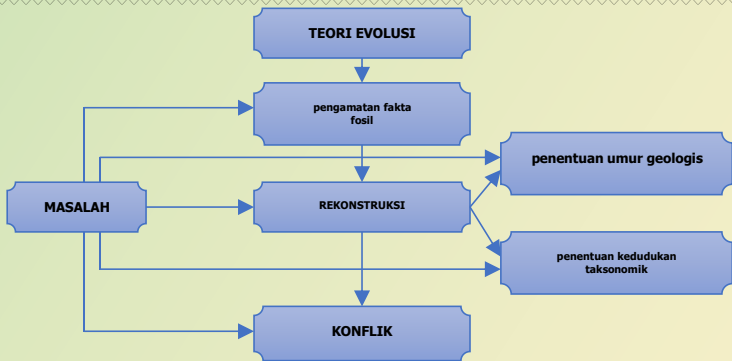 TEORI EVOLUSI
pengamatan fakta
fosil
penentuan umur geologis
MASALAH
REKONSTRUKSI
penentuan kedudukan
taksonomik
KONFLIK